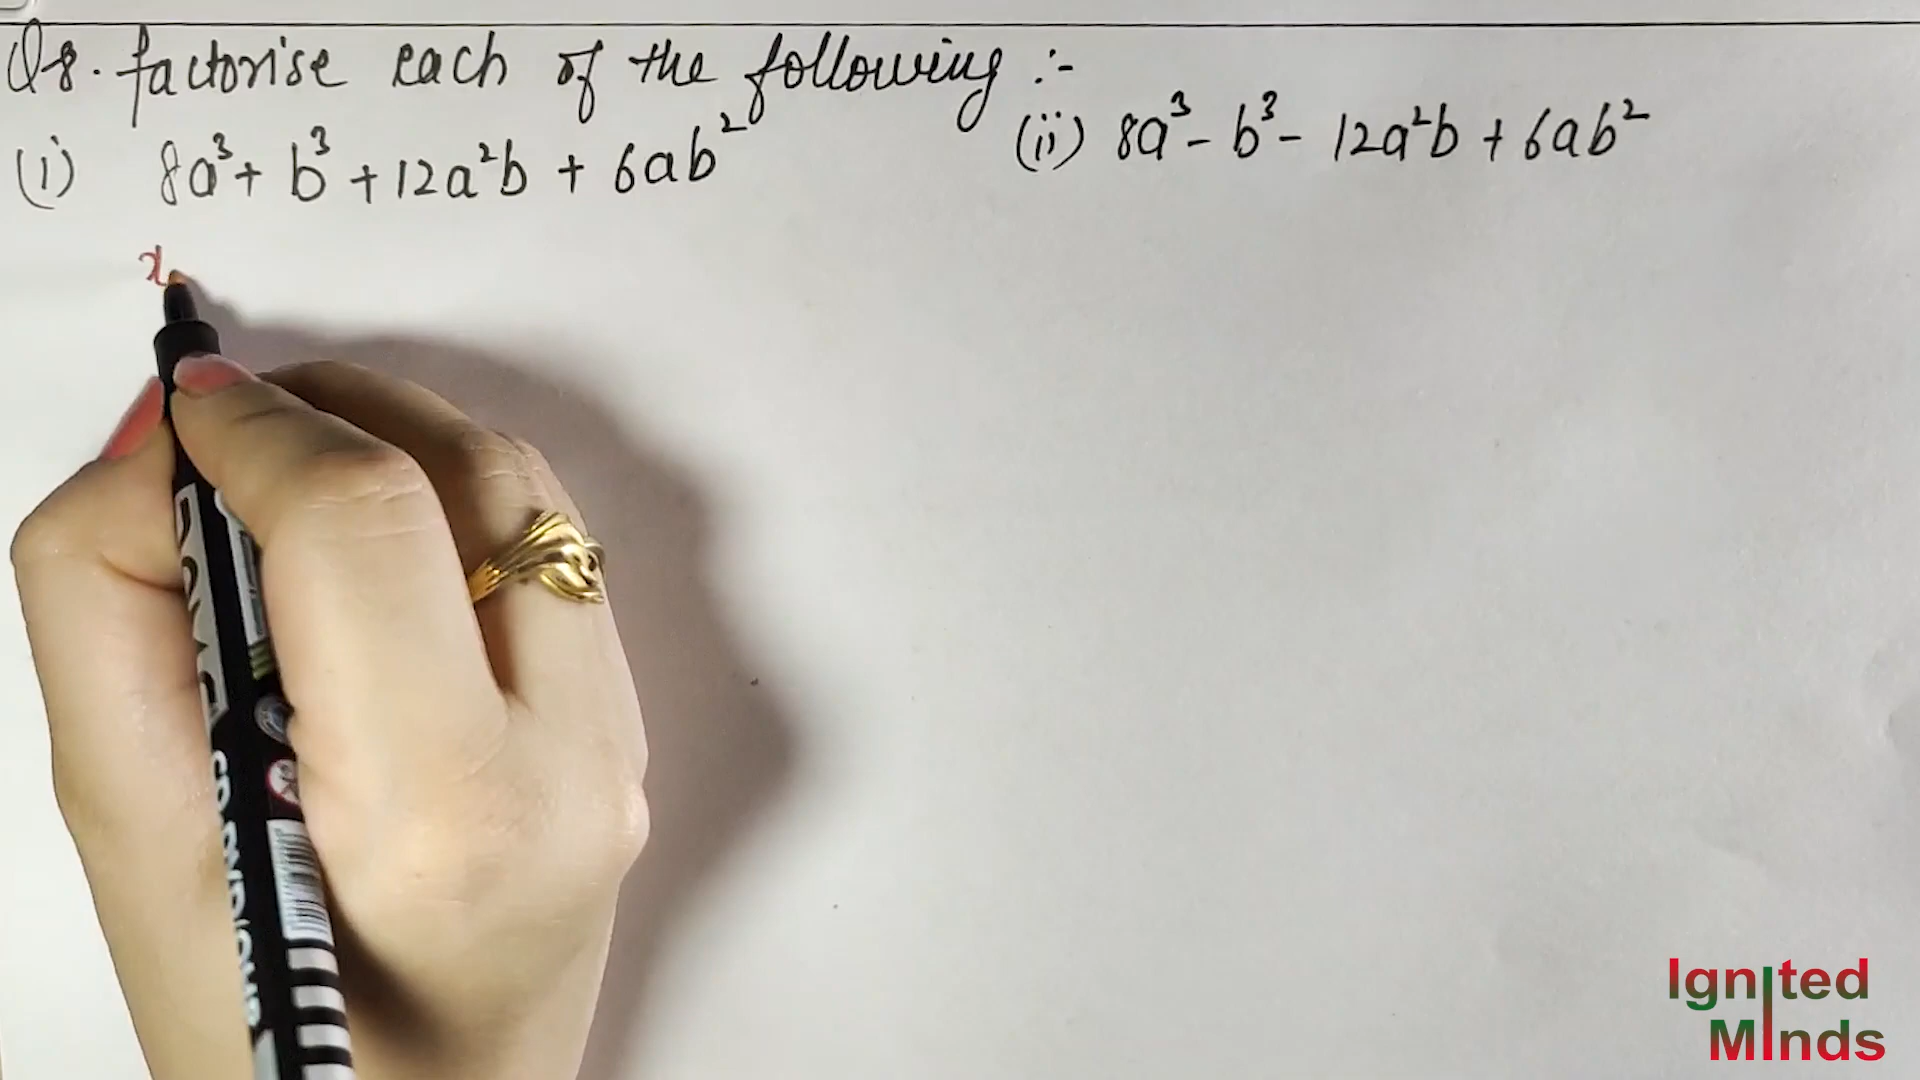 Q8. factorise each of the following :-
(i) 8a³ + b³ + 12a²b + 6ab²
(ii) 8a³ - b³ - 12a²b + 6ab²
x
Ignited
Minds